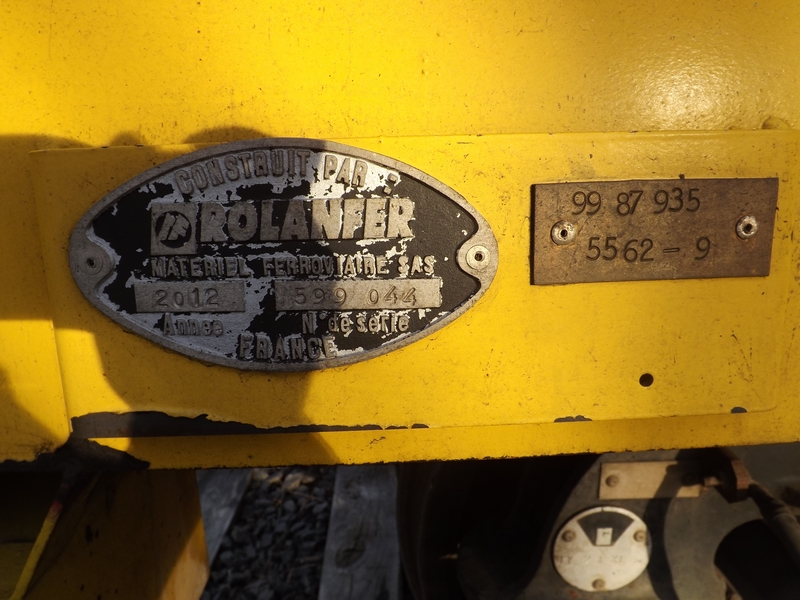 CONSTRUIT PAR :
ROLANFER
MATERIEL FERROVIAIRE SAS
2012 599 044
Année N° de série
FRANCE
99 87 935
5562-9